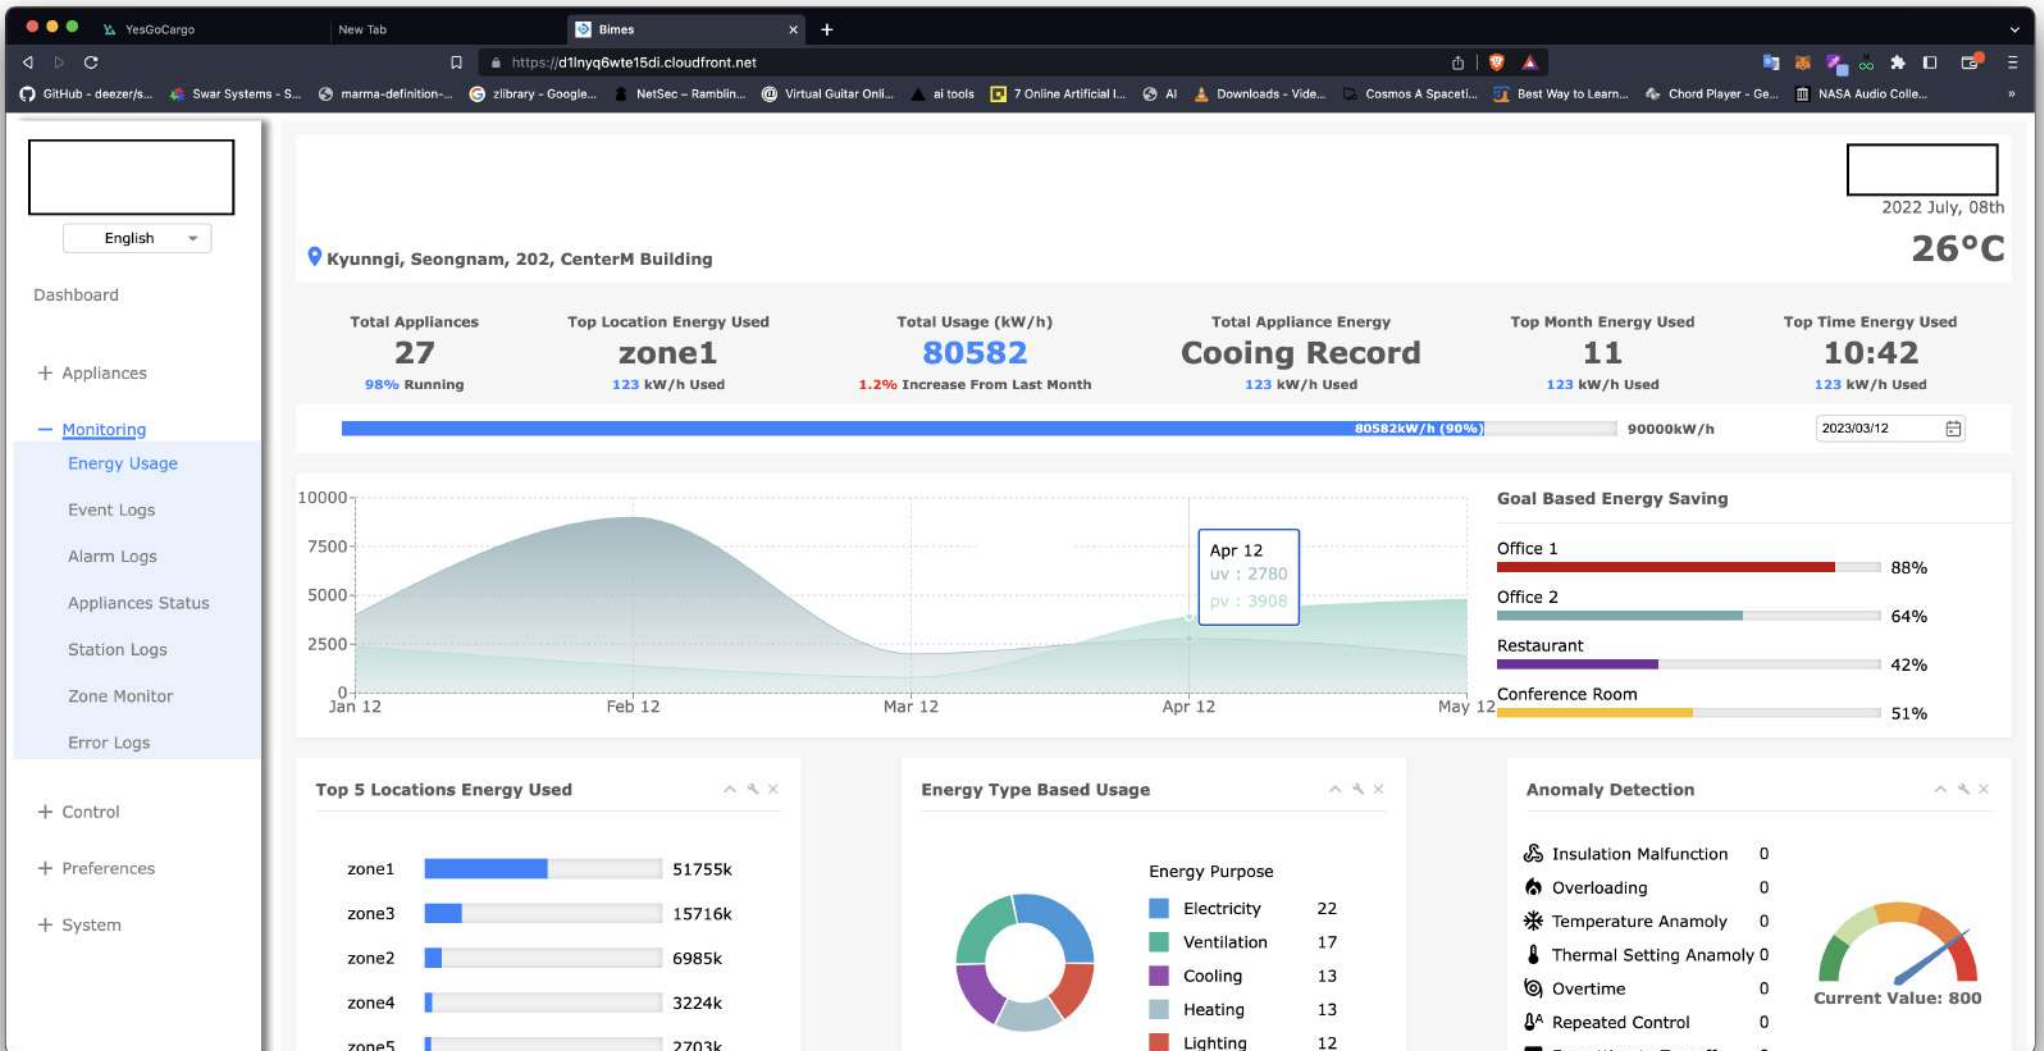 YesGoCargo
New Tab
Bimes
https://d1lnyq6wte15di.cloudfront.net
GitHub - deezer/s...
Swar Systems - S...
marma-definition-...
zlibrary - Google...
NetSec – Ramblin...
Virtual Guitar Onli...
ai tools
7 Online Artificial I...
AI
Downloads - Vide...
Cosmos A Spaceti...
Best Way to Learn...
Chord Player - Ge...
NASA Audio Colle...
English
Dashboard
+ Appliances
– Monitoring
Energy Usage
Event Logs
Alarm Logs
Appliances Status
Station Logs
Zone Monitor
Error Logs
+ Control
+ Preferences
+ System
2022 July, 08th
26°C
Kyunngi, Seongnam, 202, CenterM Building
Total Appliances
27
98% Running
Top Location Energy Used
zone1
123 kW/h Used
Total Usage (kW/h)
80582
1.2% Increase From Last Month
Total Appliance Energy
Cooing Record
123 kW/h Used
Top Month Energy Used
11
123 kW/h Used
Top Time Energy Used
10:42
123 kW/h Used
80582kW/h (90%)
90000kW/h
2023/03/12
10000
7500
5000
2500
0
Jan 12
Feb 12
Mar 12
Apr 12
May 12
Apr 12
uv : 2780
pv : 3908
Goal Based Energy Saving
Office 1
88%
Office 2
64%
Restaurant
42%
Conference Room
51%
Top 5 Locations Energy Used
zone1 51755k
zone3 15716k
zone2 6985k
zone4 3224k
zone5 2703k
Energy Type Based Usage
Energy Purpose
Electricity 22
Ventilation 17
Cooling 13
Heating 13
Lighting 12
Anomaly Detection
Insulation Malfunction 0
Overloading 0
Temperature Anamoly 0
Thermal Setting Anamoly 0
Overtime 0
Repeated Control 0
Current Value: 800